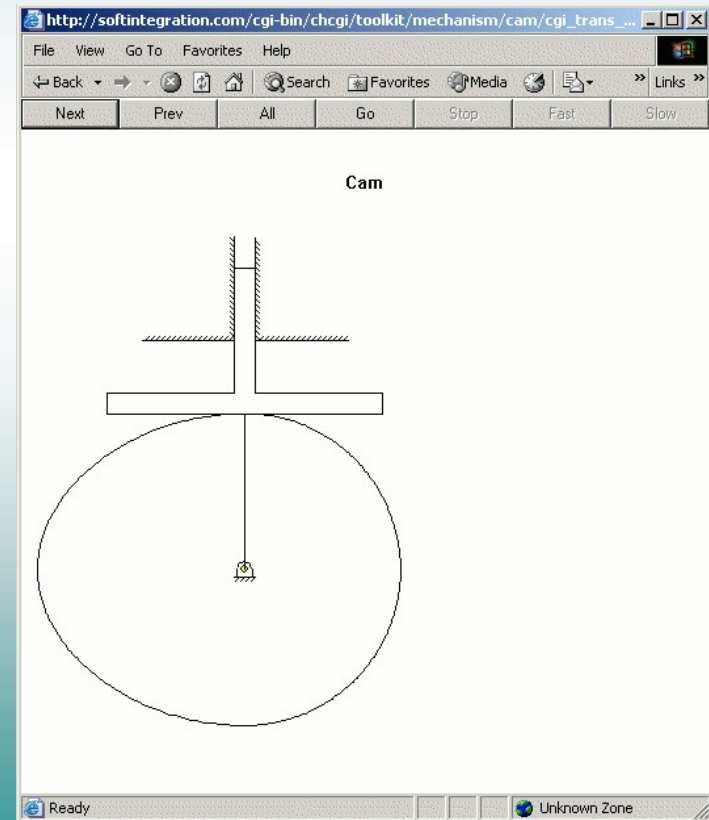 http://softintegration.com/cgi-bin/chcgi/toolkit/mechanism/cam/cgi_trans_...
File View Go To Favorites Help
Back Search Favorites Media » Links »
Next Prev All Go Stop Fast Slow
Cam
Ready Unknown Zone